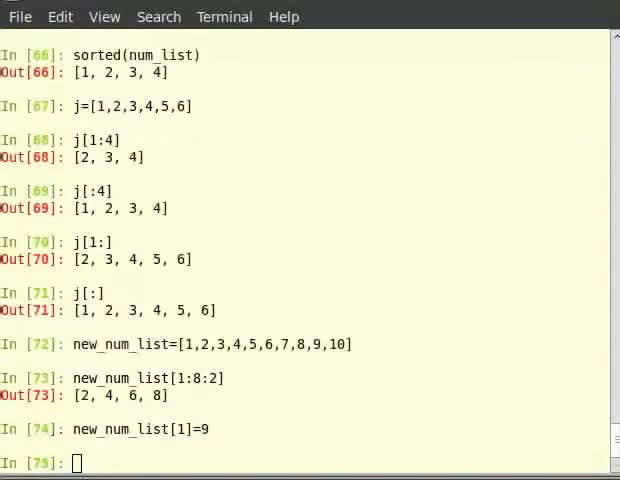 File Edit View Search Terminal Help
In [66]: sorted(num_list)
Out[66]: [1, 2, 3, 4]
In [67]: j=[1,2,3,4,5,6]
In [68]: j[1:4]
Out[68]: [2, 3, 4]
In [69]: j[:4]
Out[69]: [1, 2, 3, 4]
In [70]: j[1:]
Out[70]: [2, 3, 4, 5, 6]
In [71]: j[:]
Out[71]: [1, 2, 3, 4, 5, 6]
In [72]: new_num_list=[1,2,3,4,5,6,7,8,9,10]
In [73]: new_num_list[1:8:2]
Out[73]: [2, 4, 6, 8]
In [74]: new_num_list[1]=9
In [75]: